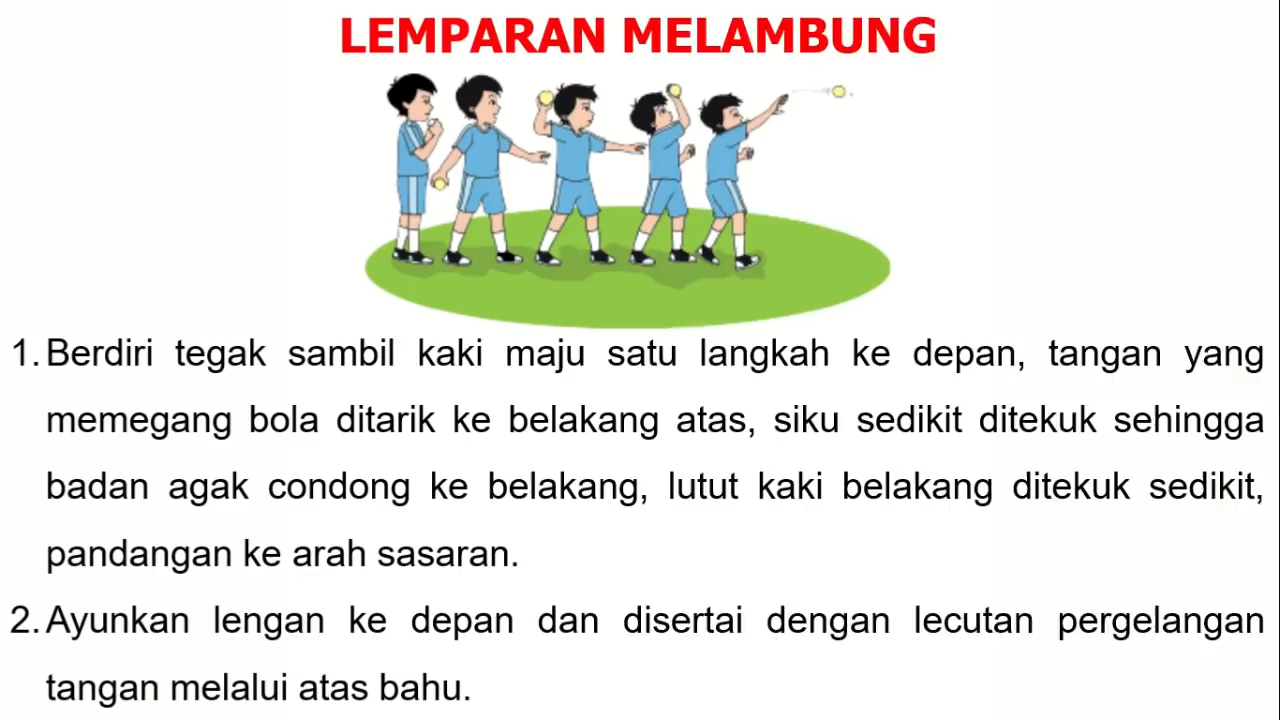 LEMPARAN MELAMBUNG
1. Berdiri tegak sambil kaki maju satu langkah ke depan, tangan yang
memegang bola ditarik ke belakang atas, siku sedikit ditekuk sehingga
badan agak condong ke belakang, lutut kaki belakang ditekuk sedikit,
pandangan ke arah sasaran.
2. Ayunkan lengan ke depan dan disertai dengan lecutan pergelangan
tangan melalui atas bahu.